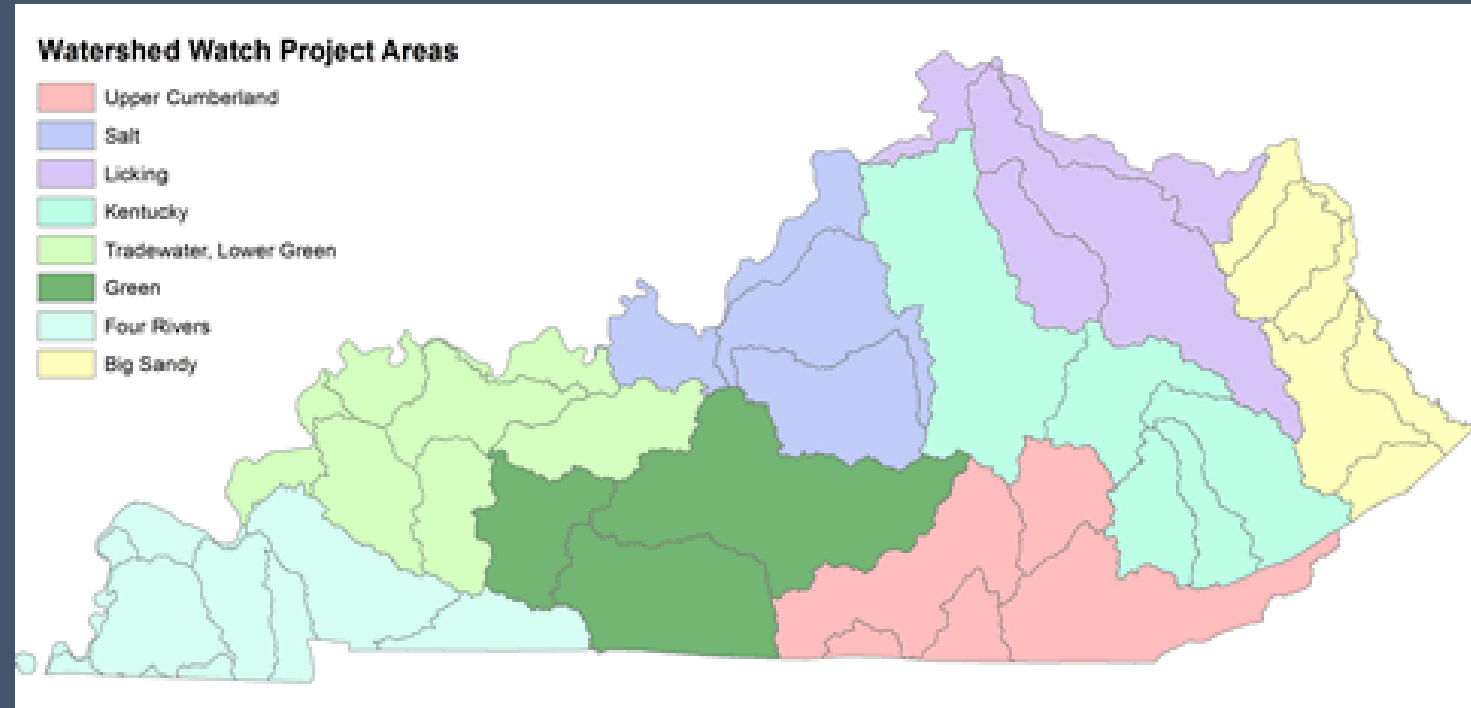 Watershed Watch Project Areas
Upper Cumberland
Salt
Licking
Kentucky
Tradewater, Lower Green
Green
Four Rivers
Big Sandy